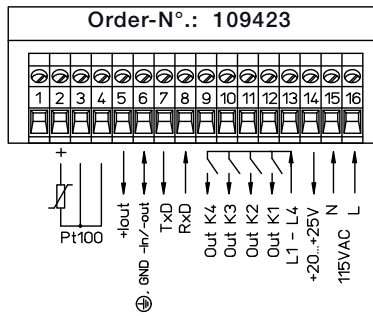 Order-N°.: 109423
1 2 3 4 5 6 7 8 9 10 11 12 13 14 15 16
+
Pt100
+Iout
⏚, GND -In/-out
TxD
RxD
Out K4
Out K3
Out K2
Out K1
L1 - L4
+20...+25V
N
115VAC
L